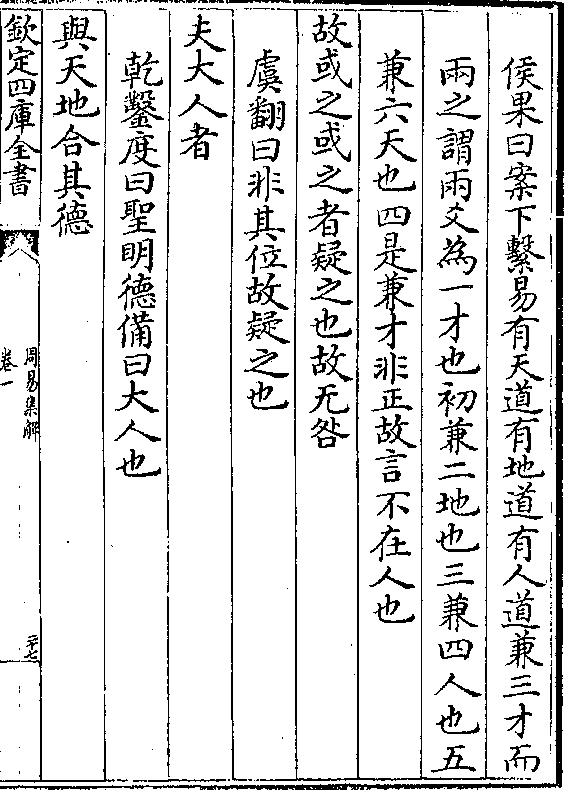 侯果曰案下繫易有天道有地道有人道兼三才而
兩之謂兩爻為一才也初兼二地也三兼四人也五
兼六天也四是兼才非正故言不在人也
故或之或之者疑之也故无咎
虞翻曰非其位故疑之也
夫大人者
乾鑿度曰聖明德備曰大人也
與天地合其德
欽定四庫全書
周易集解
卷一
二十七